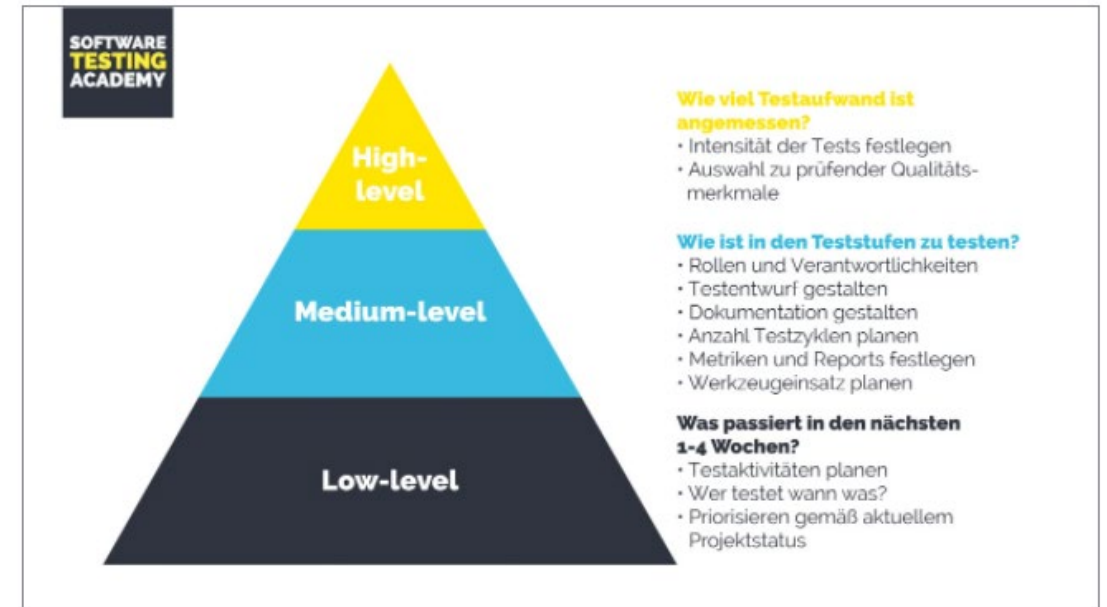 SOFTWARE
TESTING
ACADEMY
High-
level
Medium-level
Low-level
Wie viel Testaufwand ist
angemessen?
• Intensität der Tests festlegen
• Auswahl zu prüfender Qualitäts-
merkmale
Wie ist in den Teststufen zu testen?
• Rollen und Verantwortlichkeiten
• Testentwurf gestalten
• Dokumentation gestalten
• Anzahl Testzyklen planen
• Metriken und Reports festlegen
• Werkzeugeinsatz planen
Was passiert in den nächsten
1-4 Wochen?
• Testaktivitäten planen
• Wer testet wann was?
• Priorisieren gemäß aktuellem
Projektstatus